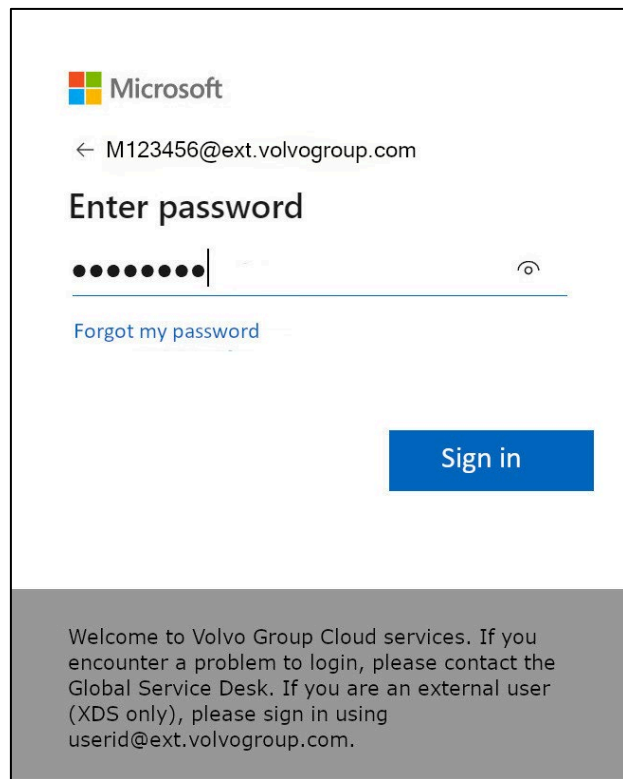 Microsoft
← M123456@ext.volvogroup.com
Enter password
●●●●●●●●
Forgot my password
Sign in
Welcome to Volvo Group Cloud services. If you
encounter a problem to login, please contact the
Global Service Desk. If you are an external user
(XDS only), please sign in using
userid@ext.volvogroup.com.